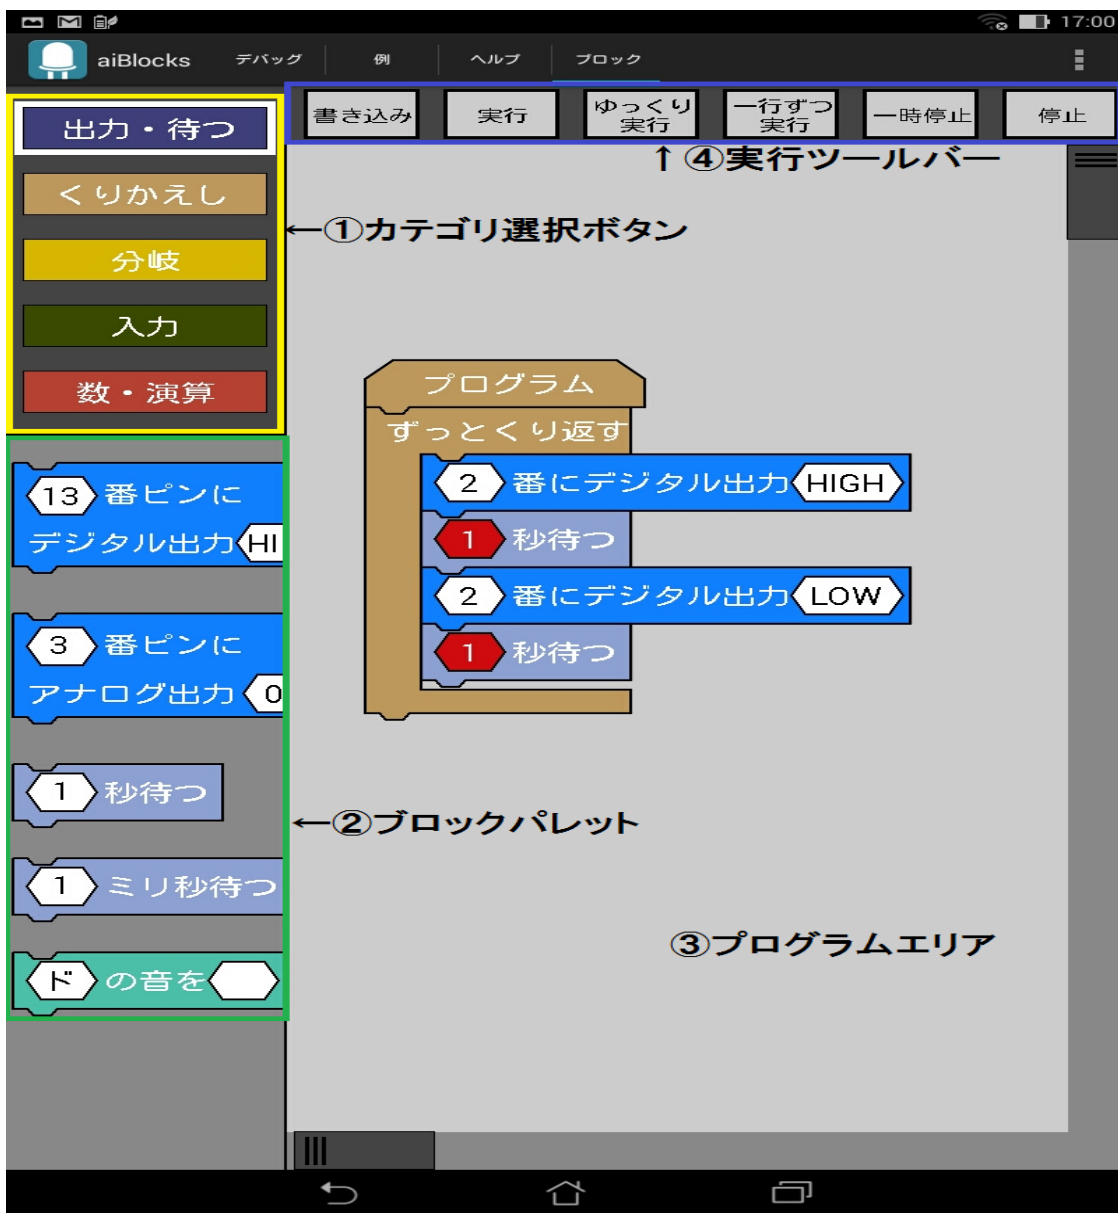 17:00
aiBlocks デバッグ 例 ヘルプ ブロック
出力・待つ
くりかえし
分岐
入力
数・演算
書き込み
実行
ゆっくり
実行
一行ずつ
実行
一時停止
停止
↑④実行ツールバー
←①カテゴリ選択ボタン
プログラム
ずっとくり返す
2 番にデジタル出力 HIGH
1 秒待つ
2 番にデジタル出力 LOW
1 秒待つ
13 番ピンに
デジタル出力 HI
3 番ピンに
アナログ出力 0
1 秒待つ
1 ミリ秒待つ
ド の音を
←②ブロックパレット
③プログラムエリア